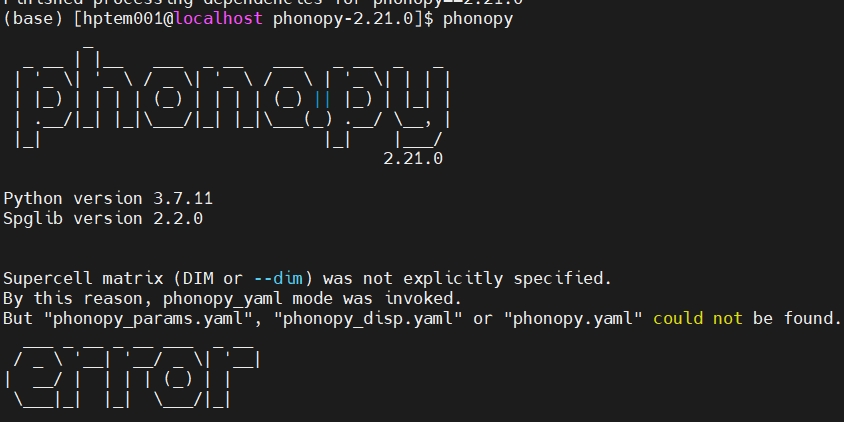 Finished processing dependencies for phonopy==2.21.0
(base) [hptem001@localhost phonopy-2.21.0]$ phonopy
phonopy
2.21.0
Python version 3.7.11
Spglib version 2.2.0
Supercell matrix (DIM or --dim) was not explicitly specified.
By this reason, phonopy_yaml mode was invoked.
But "phonopy_params.yaml", "phonopy_disp.yaml" or "phonopy.yaml" could not be found.
error